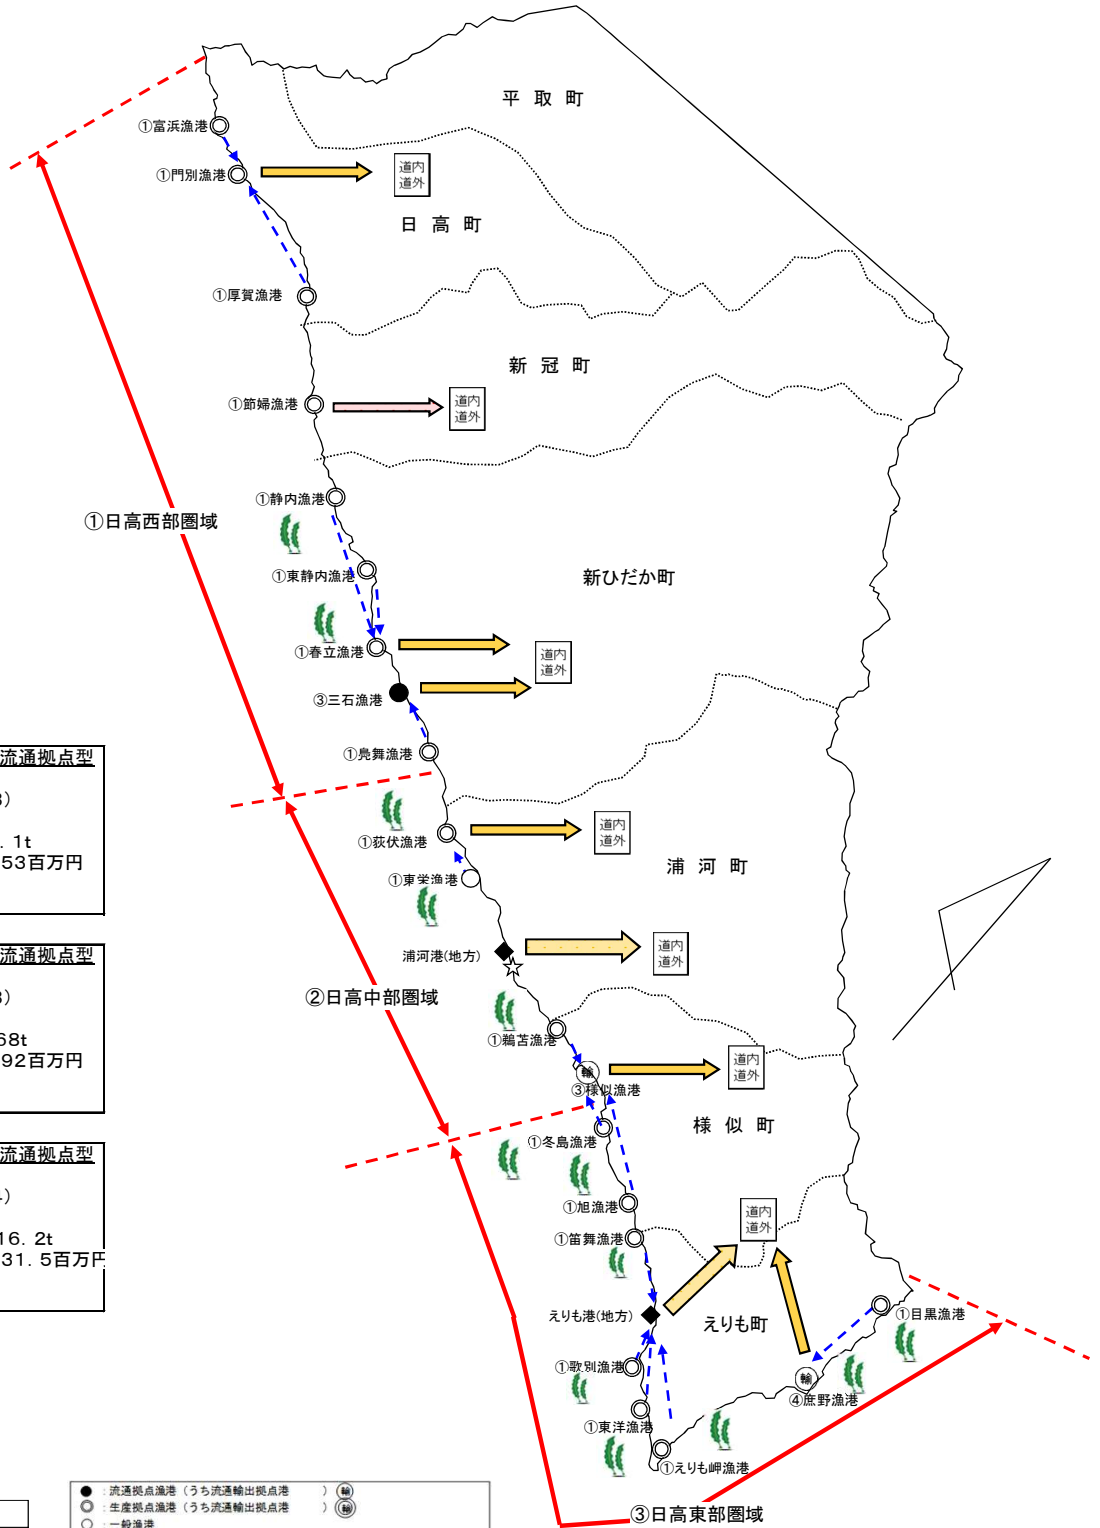 平取町
①富浜漁港
①門別漁港
道内
道外
日高町
①厚賀漁港
新冠町
①節婦漁港
道内
道外
①静内漁港
①日高西部圏域
①東静内漁港
新ひだか町
①春立漁港
道内
道外
③三石漁港
①鳧舞漁港
流通拠点型
)
.1t
53百万円
①荻伏漁港
道内
道外
浦河町
①東栄漁港
浦河港(地方)
道内
道外
流通拠点型
)
68t
92百万円
②日高中部圏域
①鵜苫漁港
輸
③様似漁港
道内
道外
様似町
①冬島漁港
流通拠点型
)
16.2t
31.5百万円
①旭漁港
①笛舞漁港
道内
道外
えりも港(地方)
えりも町
①目黒漁港
①歌別漁港
輸
④庶野漁港
①東洋漁港
①えりも岬漁港
③日高東部圏域
●:流通拠点漁港(うち流通輸出拠点港 )輸
◎:生産拠点漁港(うち流通輸出拠点港 )輸
○:一般漁港